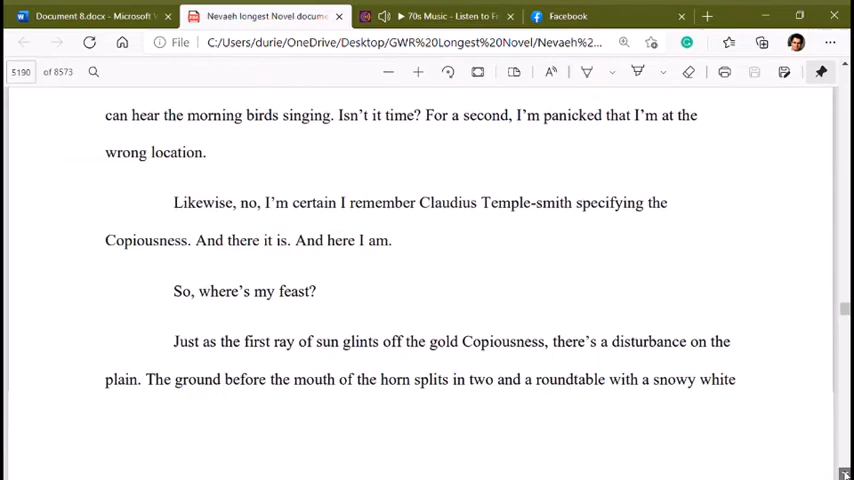 Document 8.docx - Microsoft W
Nevaeh longest Novel docume
70s Music - Listen to Fr
Facebook
File
C:/Users/durie/OneDrive/Desktop/GWR%20Longest%20Novel/Nevaeh%2...
5190 of 8573
can hear the morning birds singing. Isn’t it time? For a second, I’m panicked that I’m at the
wrong location.
Likewise, no, I’m certain I remember Claudius Temple-smith specifying the
Copiousness. And there it is. And here I am.
So, where’s my feast?
Just as the first ray of sun glints off the gold Copiousness, there’s a disturbance on the
plain. The ground before the mouth of the horn splits in two and a roundtable with a snowy white